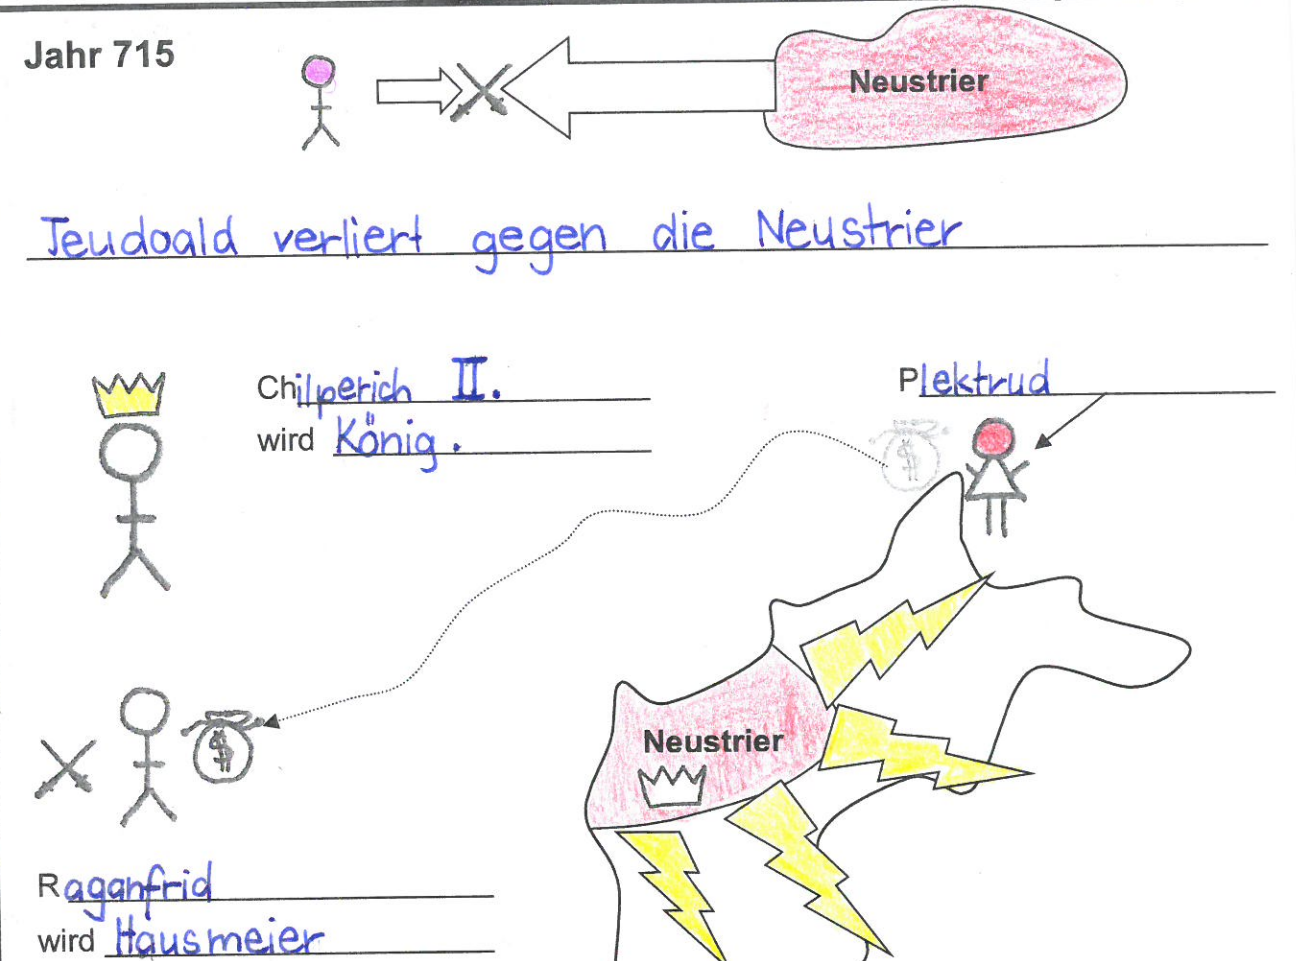 Jahr 715
Neustrier
Teudoald verliert gegen die Neustrier
Chilperich II.
wird König.
Plektrud
$
$
Neustrier
Raganfrid
wird Hausmeier